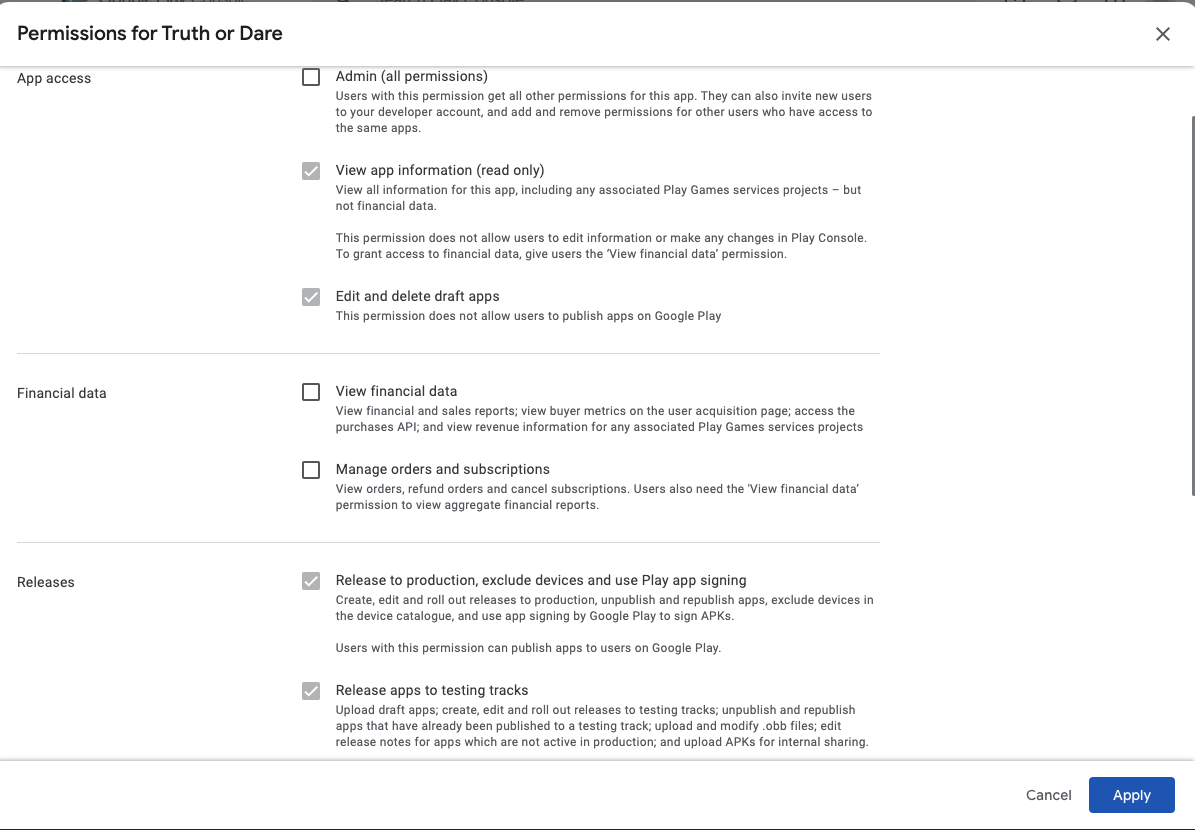 Permissions for Truth or Dare
App access
Admin (all permissions)
Users with this permission get all other permissions for this app. They can also invite new users
to your developer account, and add and remove permissions for other users who have access to
the same apps.
View app information (read only)
View all information for this app, including any associated Play Games services projects – but
not financial data.
This permission does not allow users to edit information or make any changes in Play Console.
To grant access to financial data, give users the ‘View financial data’ permission.
Edit and delete draft apps
This permission does not allow users to publish apps on Google Play
Financial data
View financial data
View financial and sales reports; view buyer metrics on the user acquisition page; access the
purchases API; and view revenue information for any associated Play Games services projects
Manage orders and subscriptions
View orders, refund orders and cancel subscriptions. Users also need the ‘View financial data’
permission to view aggregate financial reports.
Releases
Release to production, exclude devices and use Play app signing
Create, edit and roll out releases to production, unpublish and republish apps, exclude devices in
the device catalogue, and use app signing by Google Play to sign APKs.
Users with this permission can publish apps to users on Google Play.
Release apps to testing tracks
Upload draft apps; create, edit and roll out releases to testing tracks; unpublish and republish
apps that have already been published to a testing track; upload and modify .obb files; edit
release notes for apps which are not active in production; and upload APKs for internal sharing.
Cancel
Apply